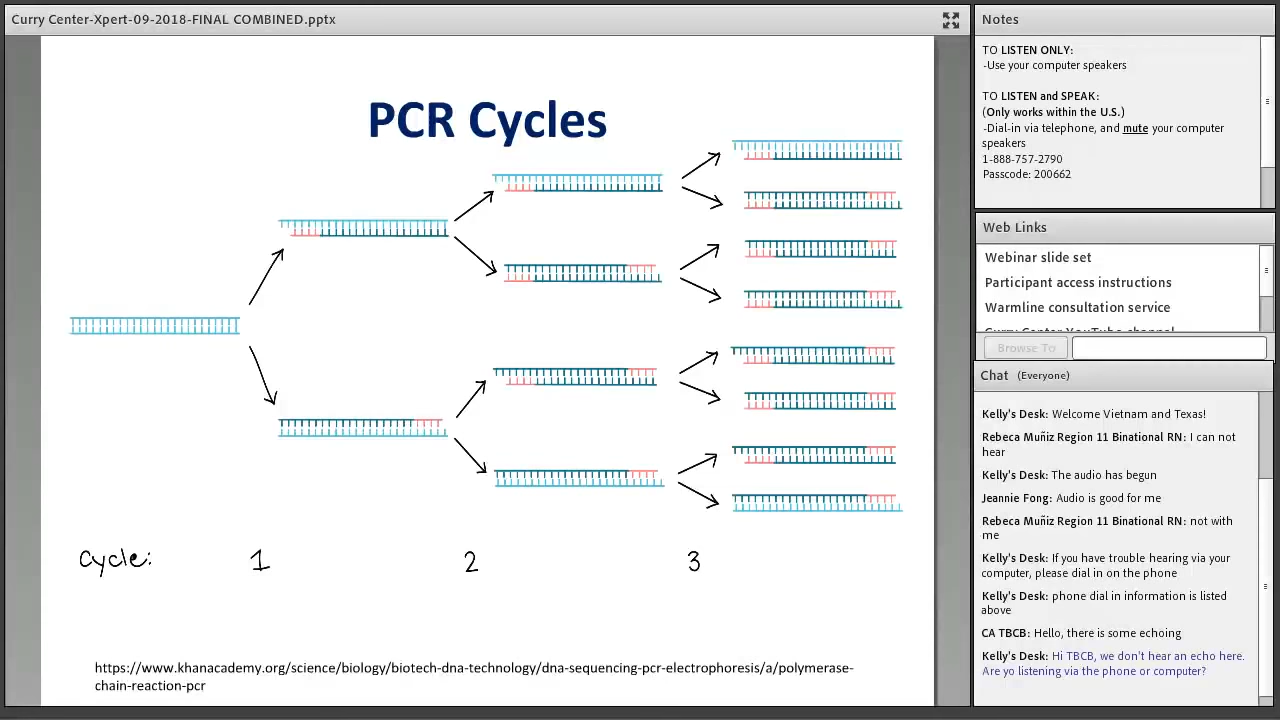 Curry Center-Xpert-09-2018-FINAL COMBINED.pptx
PCR Cycles
cycle:
1
2
3
https://www.khanacademy.org/science/biology/biotech-dna-technology/dna-sequencing-pcr-electrophoresis/a/polymerase-
chain-reaction-pcr
Notes
TO LISTEN ONLY:
-Use your computer speakers
TO LISTEN and SPEAK:
(Only works within the U.S.)
-Dial-in via telephone, and mute your computer
speakers
1-888-757-2790
Passcode: 200662
Web Links
Webinar slide set
Participant access instructions
Warmline consultation service
Curry Center YouTube channel
Browse To
Chat (Everyone)
Kelly's Desk: Welcome Vietnam and Texas!
Rebeca Muñiz Region 11 Binational RN: I can not
hear
Kelly's Desk: The audio has begun
Jeannie Fong: Audio is good for me
Rebeca Muñiz Region 11 Binational RN: not with
me
Kelly's Desk: If you have trouble hearing via your
computer, please dial in on the phone
Kelly's Desk: phone dial in information is listed
above
CA TBCB: Hello, there is some echoing
Kelly's Desk: Hi TBCB, we don't hear an echo here.
Are yo listening via the phone or computer?